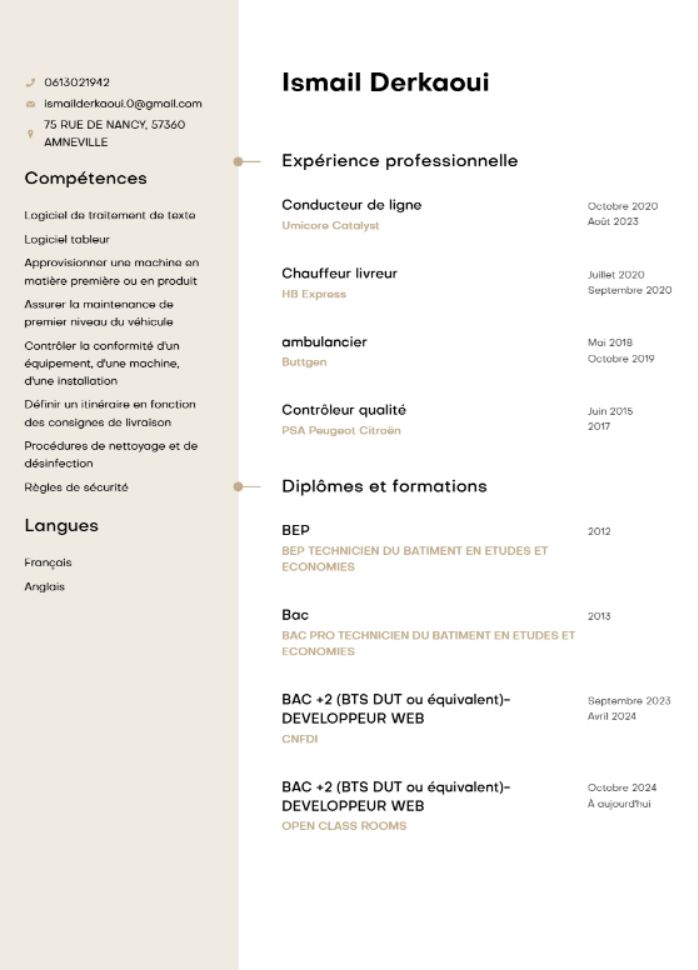 0613021942
ismailderkaoui.0@gmail.com
75 RUE DE NANCY, 57360
AMNEVILLE
Compétences
Logiciel de traitement de texte
Logiciel tableur
Approvisionner une machine en
matière première ou en produit
Assurer la maintenance de
premier niveau du véhicule
Contrôler la conformité d'un
équipement, d'une machine,
d'une installation
Définir un itinéraire en fonction
des consignes de livraison
Procédures de nettoyage et de
désinfection
Règles de sécurité
Langues
Français
Anglais
Ismail Derkaoui
Expérience professionnelle
Conducteur de ligne
Umicore Catalyst
Octobre 2020
Août 2023
Chauffeur livreur
HB Express
Juillet 2020
Septembre 2020
ambulancier
Buttgen
Mai 2018
Octobre 2019
Contrôleur qualité
PSA Peugeot Citroën
Juin 2015
2017
Diplômes et formations
BEP
BEP TECHNICIEN DU BATIMENT EN ETUDES ET
ECONOMIES
2012
Bac
BAC PRO TECHNICIEN DU BATIMENT EN ETUDES ET
ECONOMIES
2013
BAC +2 (BTS DUT ou équivalent)-
DEVELOPPEUR WEB
CNFDI
Septembre 2023
Avril 2024
BAC +2 (BTS DUT ou équivalent)-
DEVELOPPEUR WEB
OPEN CLASS ROOMS
Octobre 2024
À aujourd'hui